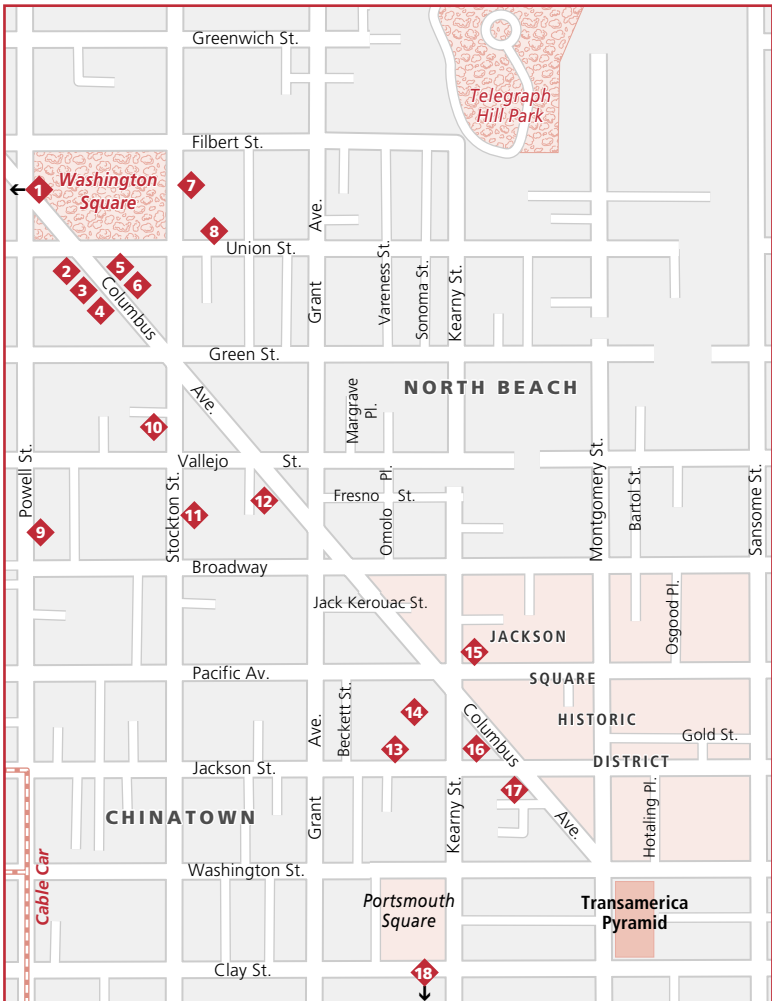 Greenwich St.
Telegraph
Hill Park
Filbert St.
Washington
Square
7
1
8
Ave.
Union St.
2
5
3
6
4
Columbus
Grant
Vareness St.
Sonoma St.
Kearny St.
Green St.
NORTH BEACH
Ave.
Margrave
Pl.
10
Vallejo St.
Powell St.
Stockton St.
9
11
12
Fresno St.
Omolo Pl.
Montgomery St.
Bartol St.
Sansome St.
Broadway
Jack Kerouac St.
Osgood Pl.
15
JACKSON
SQUARE
HISTORIC
DISTRICT
Pacific Av.
Ave.
Beckett St.
14
13
Columbus
16
Gold St.
Jackson St.
17
CHINATOWN
Grant
Kearny St.
Ave.
Hotaling Pl.
Cable Car
Washington St.
Portsmouth
Square
Transamerica
Pyramid
Clay St.
18